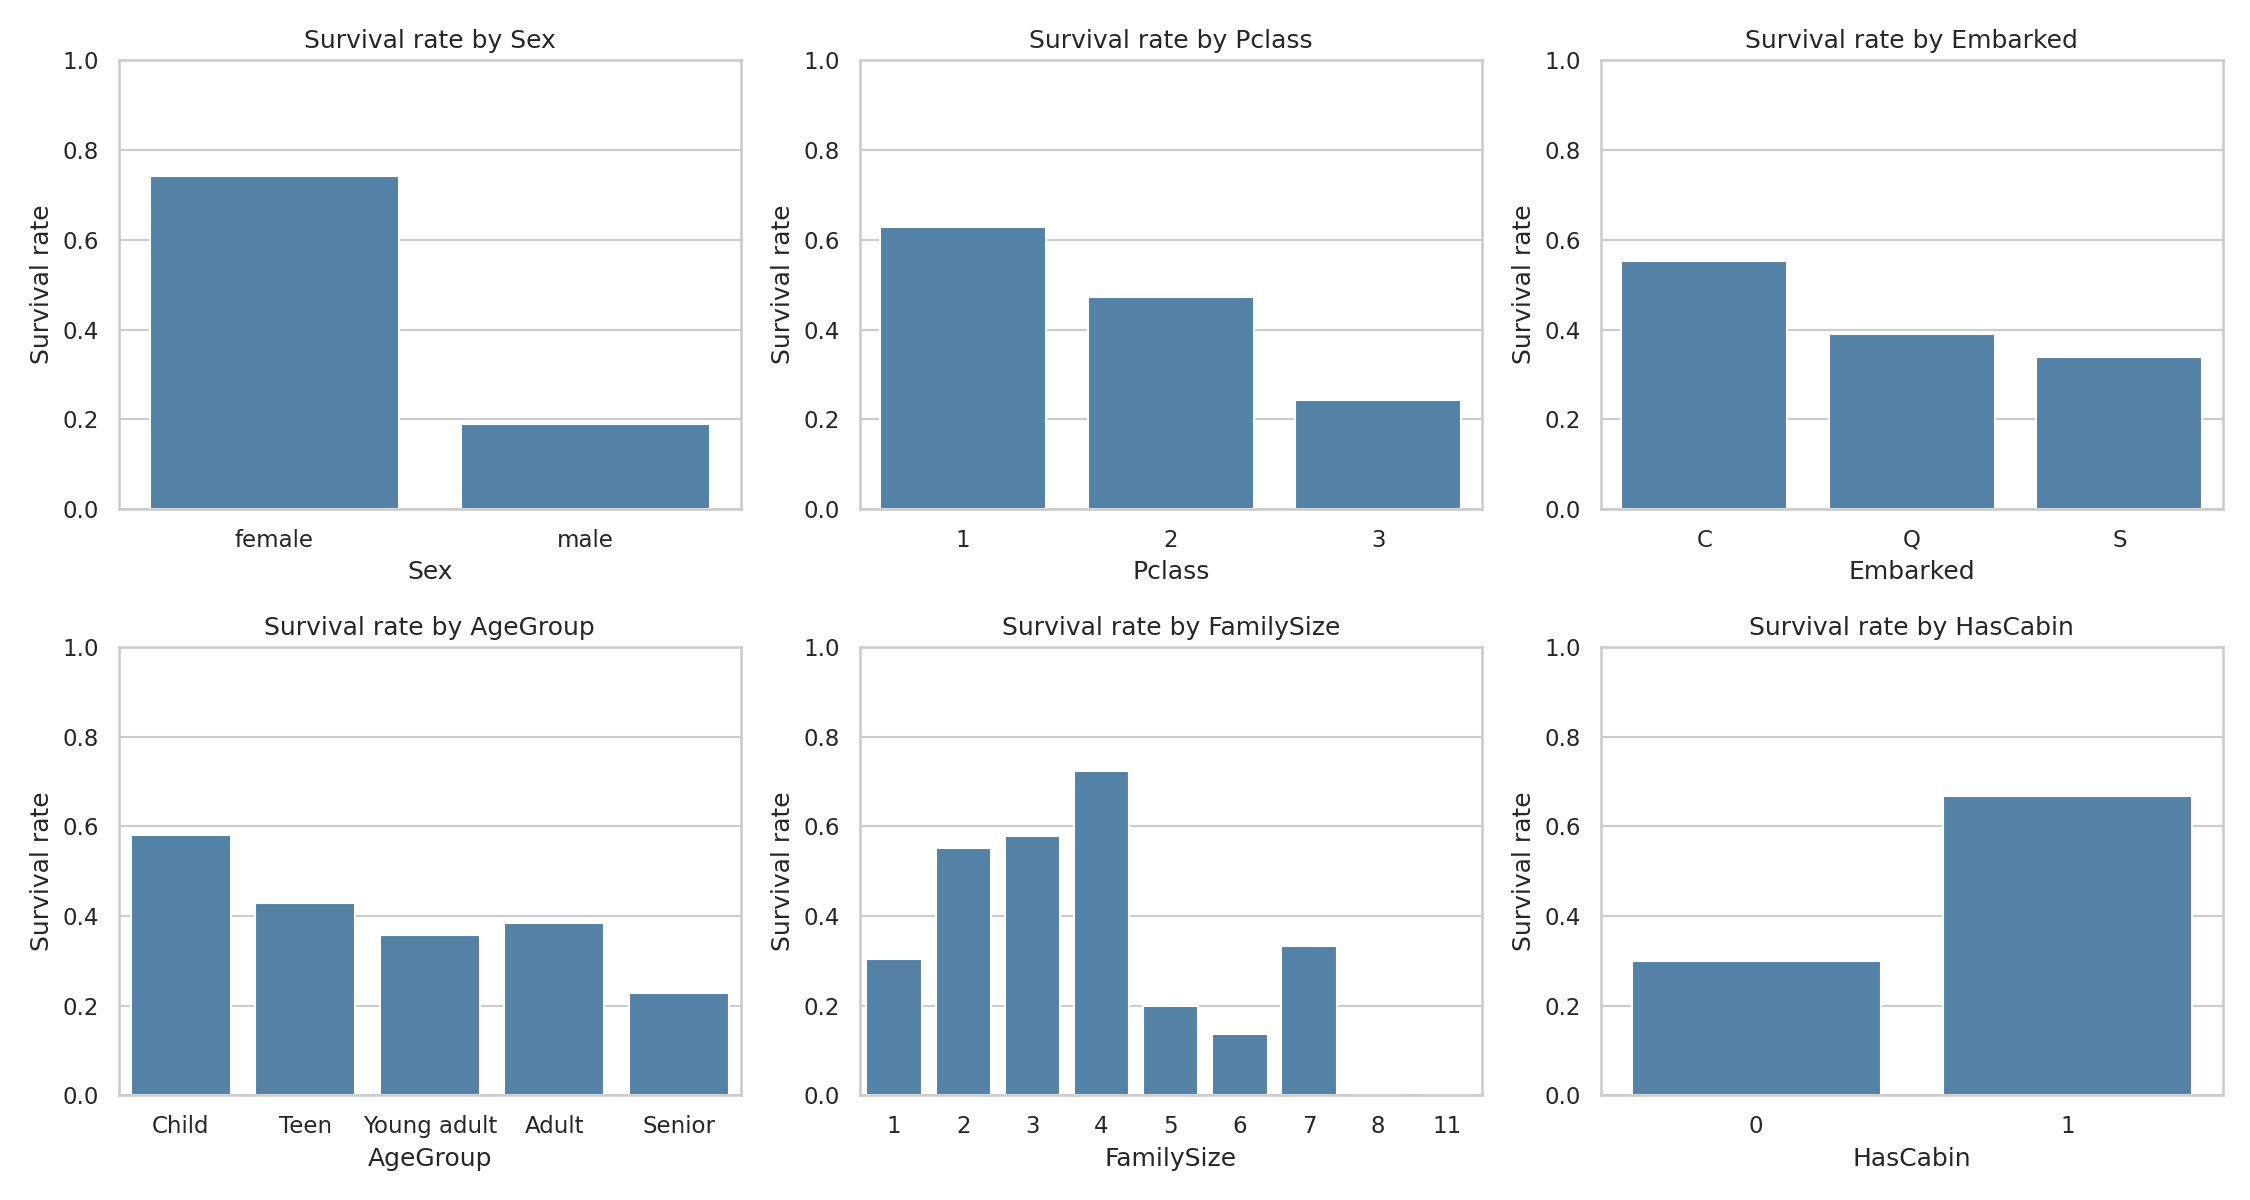 Survival rate by Sex
1.0
0.8
0.6
0.4
0.2
0.0
Survival rate
female male
Sex
Survival rate by Pclass
1.0
0.8
0.6
0.4
0.2
0.0
Survival rate
1 2 3
Pclass
Survival rate by Embarked
1.0
0.8
0.6
0.4
0.2
0.0
Survival rate
C Q S
Embarked
Survival rate by AgeGroup
1.0
0.8
0.6
0.4
0.2
0.0
Survival rate
Child Teen Young adult Adult Senior
AgeGroup
Survival rate by FamilySize
1.0
0.8
0.6
0.4
0.2
0.0
Survival rate
1 2 3 4 5 6 7 8 11
FamilySize
Survival rate by HasCabin
1.0
0.8
0.6
0.4
0.2
0.0
Survival rate
0 1
HasCabin